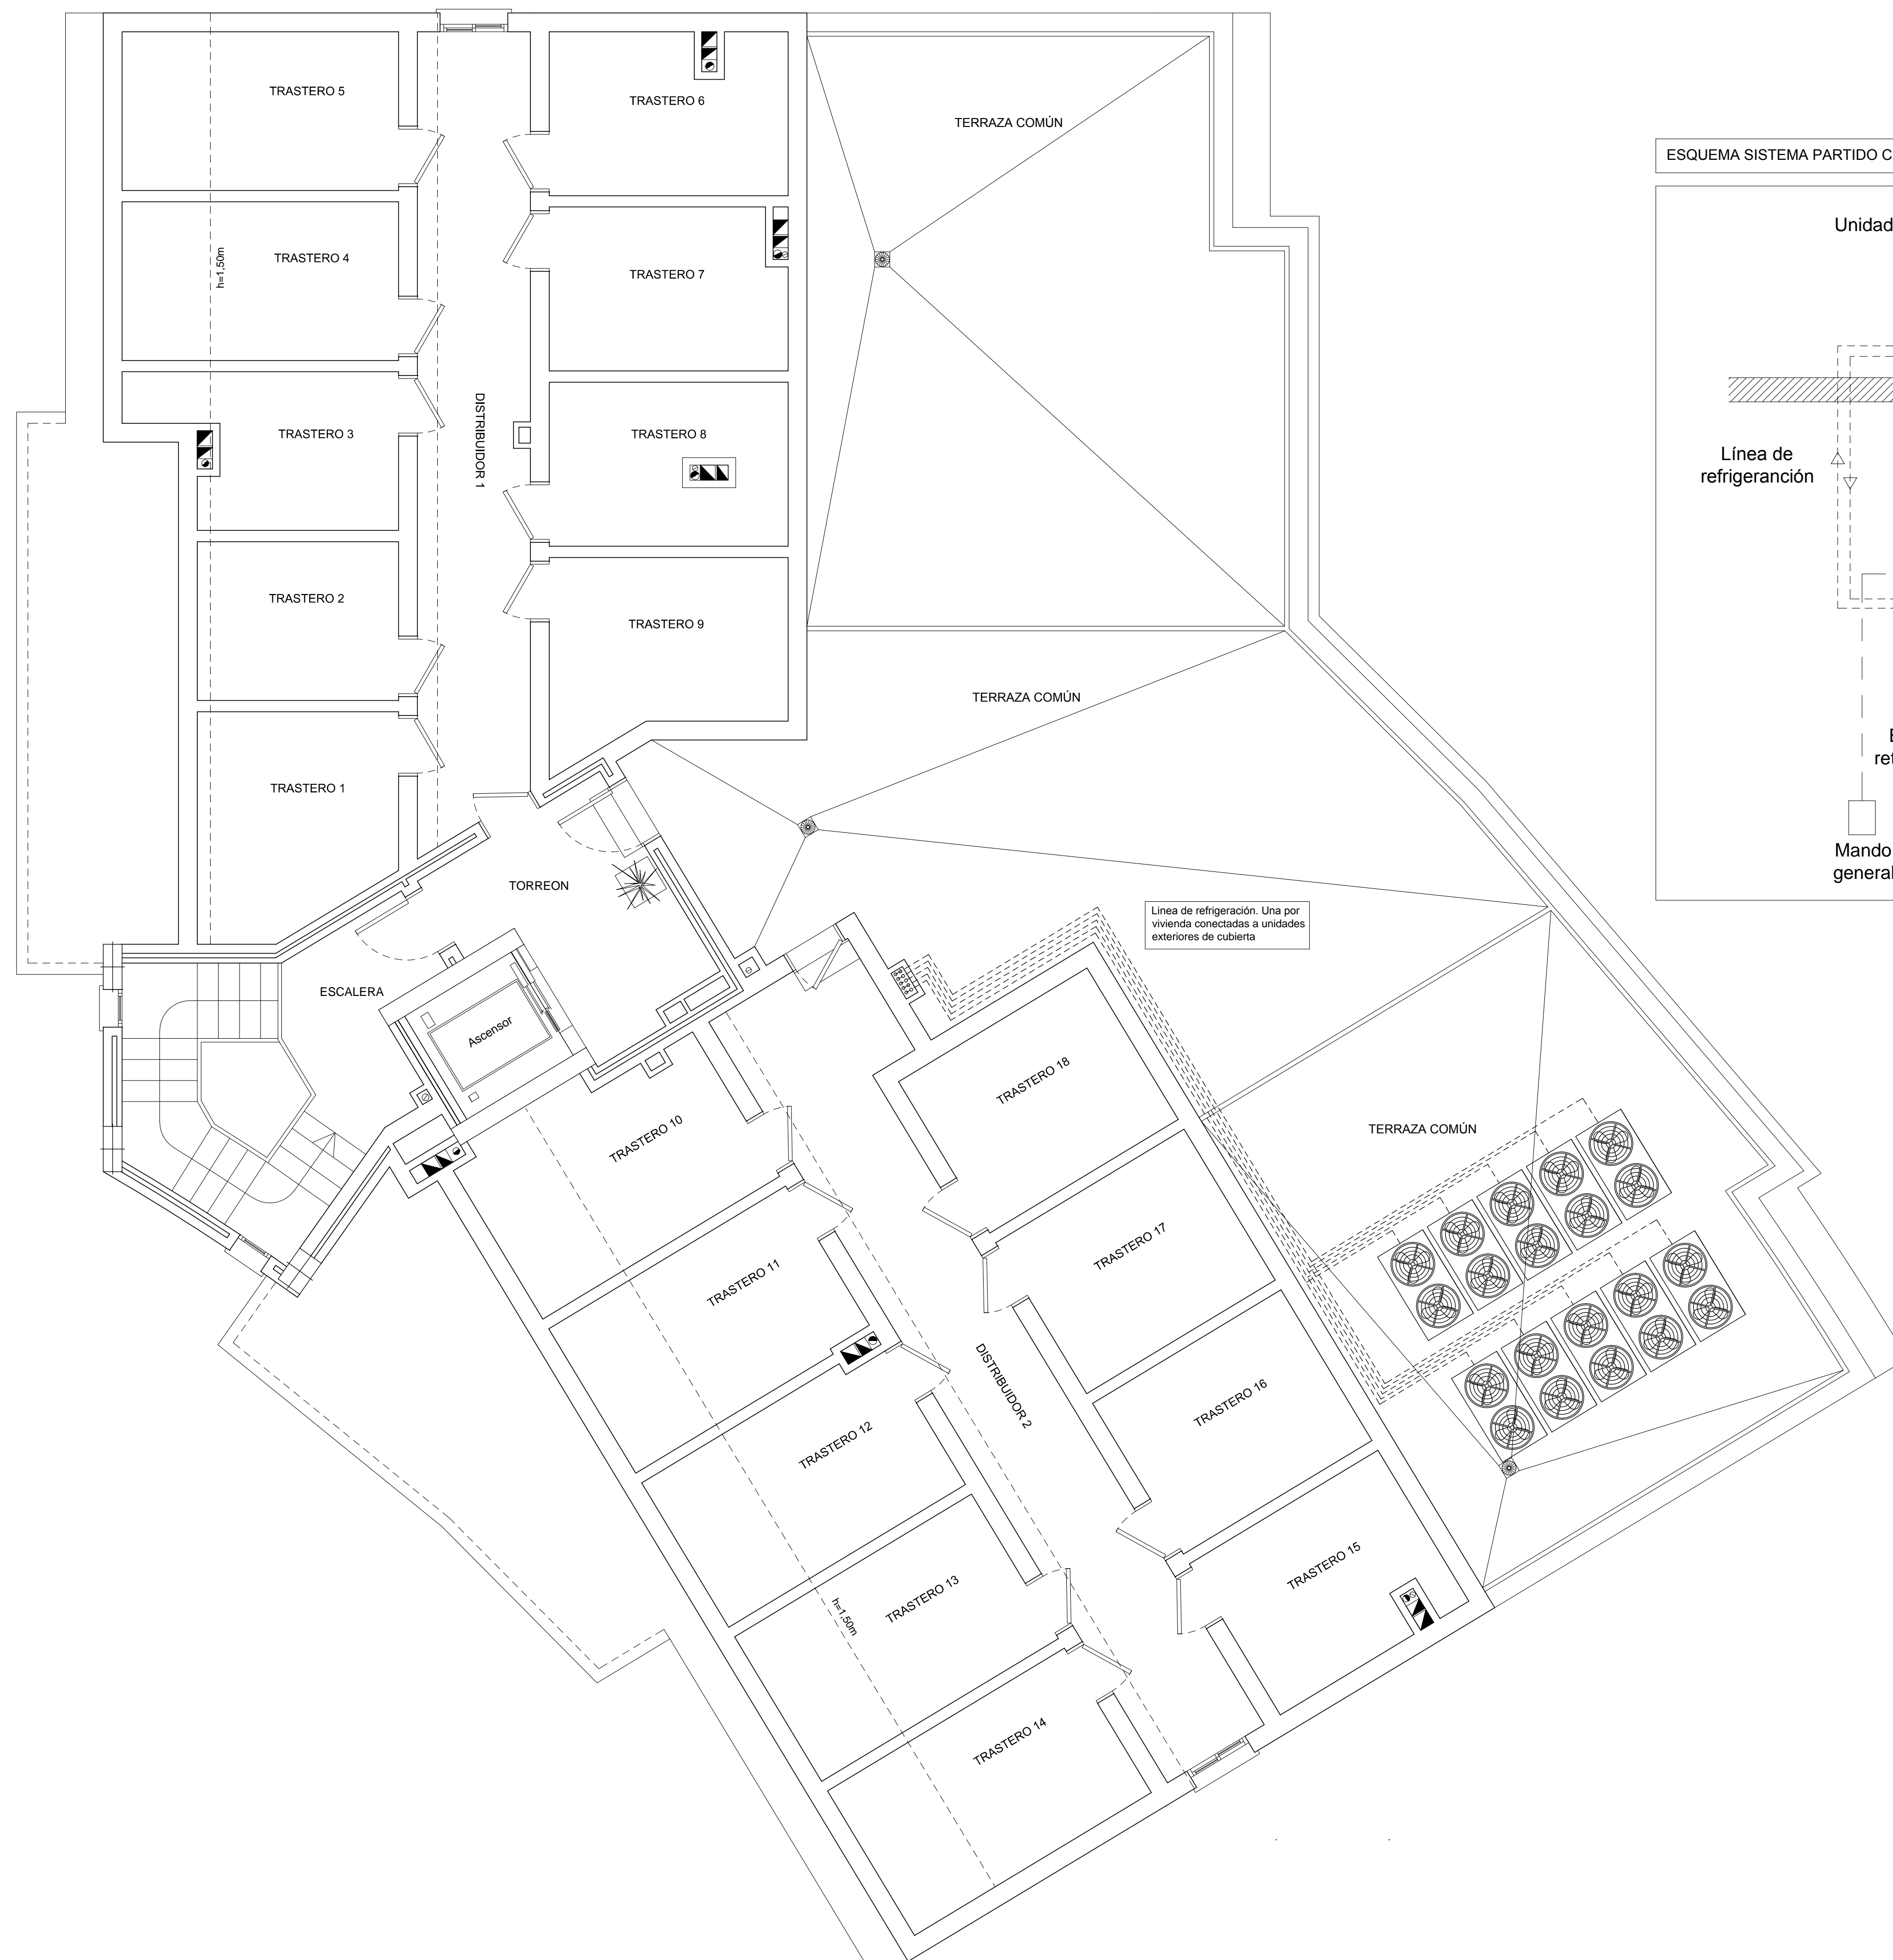 TRASTERO 5
TRASTERO 6
TERRAZA COMÚN
ESQUEMA SISTEMA PARTIDO C
Unidad
TRASTERO 4
h=1,50m
TRASTERO 7
TRASTERO 3
DISTRIBUIDOR 1
TRASTERO 8
Línea de
refrigeranción
TRASTERO 2
TRASTERO 9
TERRAZA COMÚN
TRASTERO 1
ret
Mando
general
TORREON
Linea de refrigeración. Una por
vivienda conectadas a unidades
exteriores de cubierta
ESCALERA
Ascensor
TRASTERO 18
TERRAZA COMÚN
TRASTERO 10
TRASTERO 17
TRASTERO 11
DISTRIBUIDOR 2
TRASTERO 16
TRASTERO 12
TRASTERO 15
TRASTERO 13
h=1,50m
TRASTERO 14